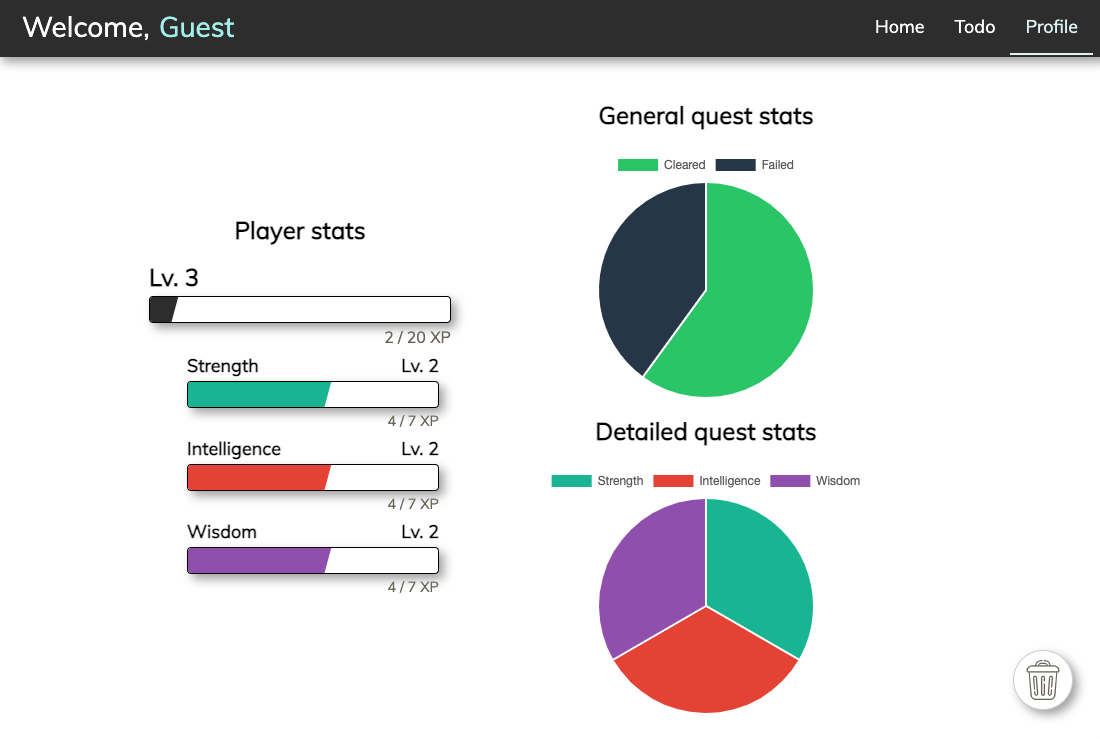 Welcome, Guest
Home Todo Profile
Player stats
Lv. 3
2 / 20 XP
Strength Lv. 2
4 / 7 XP
Intelligence Lv. 2
4 / 7 XP
Wisdom Lv. 2
4 / 7 XP
General quest stats
Cleared Failed
Detailed quest stats
Strength Intelligence Wisdom